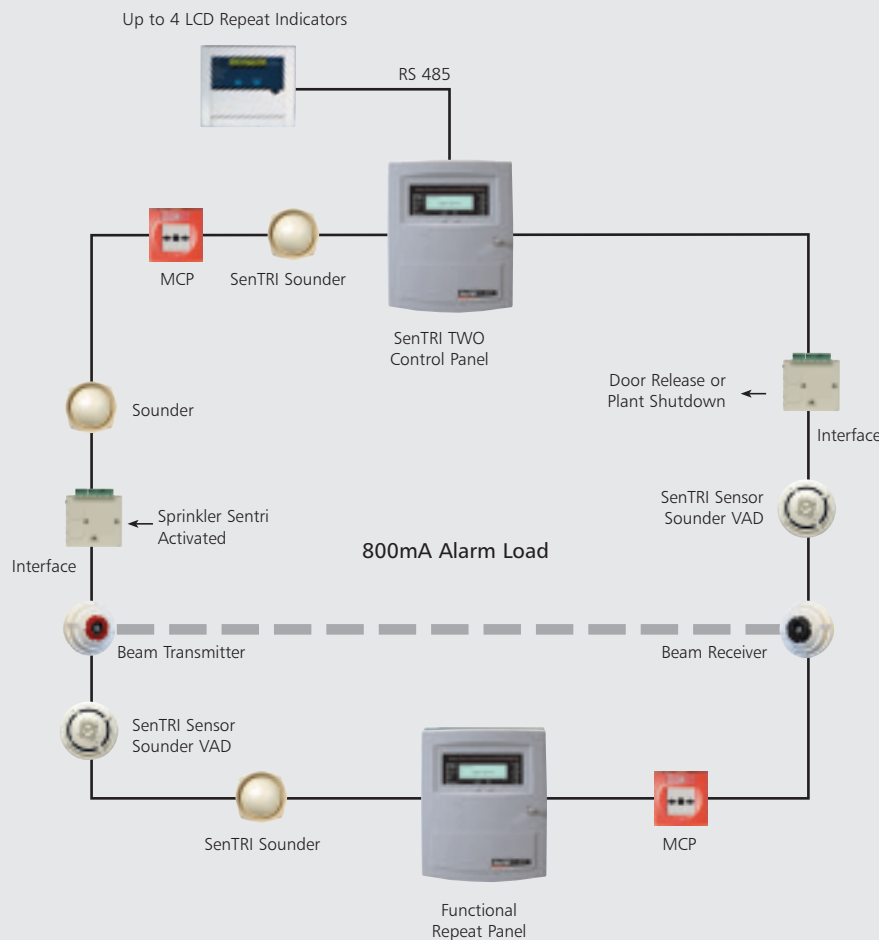 Up to 4 LCD Repeat Indicators
RS 485
MCP
SenTRI Sounder
SenTRI TWO
Control Panel
Sounder
Door Release or
Plant Shutdown
Interface
SenTRI Sensor
Sounder VAD
Sprinkler Sentri
Activated
Interface
800mA Alarm Load
Beam Transmitter
Beam Receiver
SenTRI Sensor
Sounder VAD
SenTRI Sounder
MCP
Functional
Repeat Panel